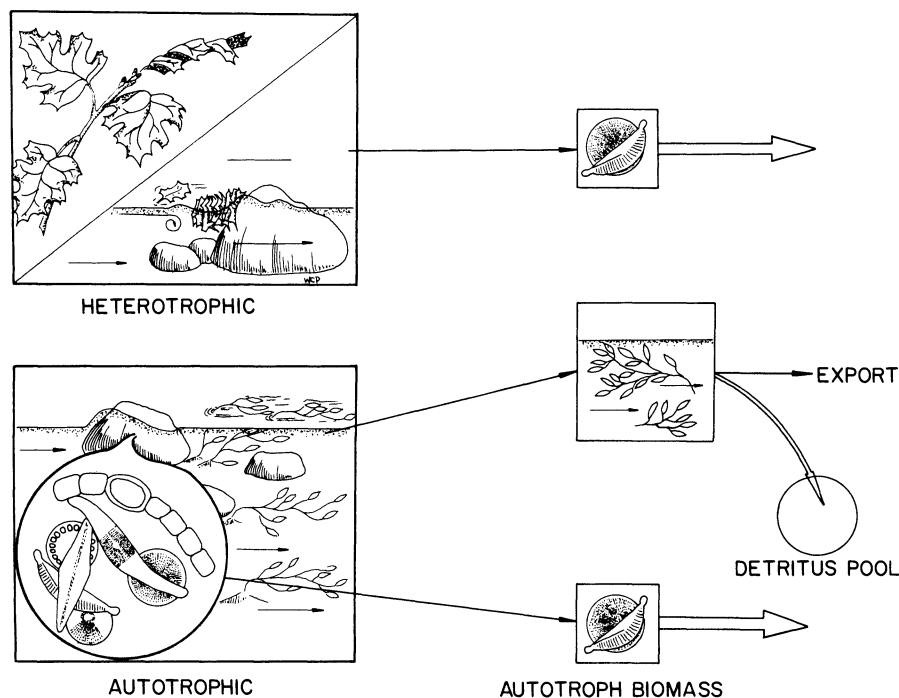 WCP
HETEROTROPHIC
EXPORT
DETRITUS POOL
AUTOTROPHIC
AUTOTROPH BIOMASS